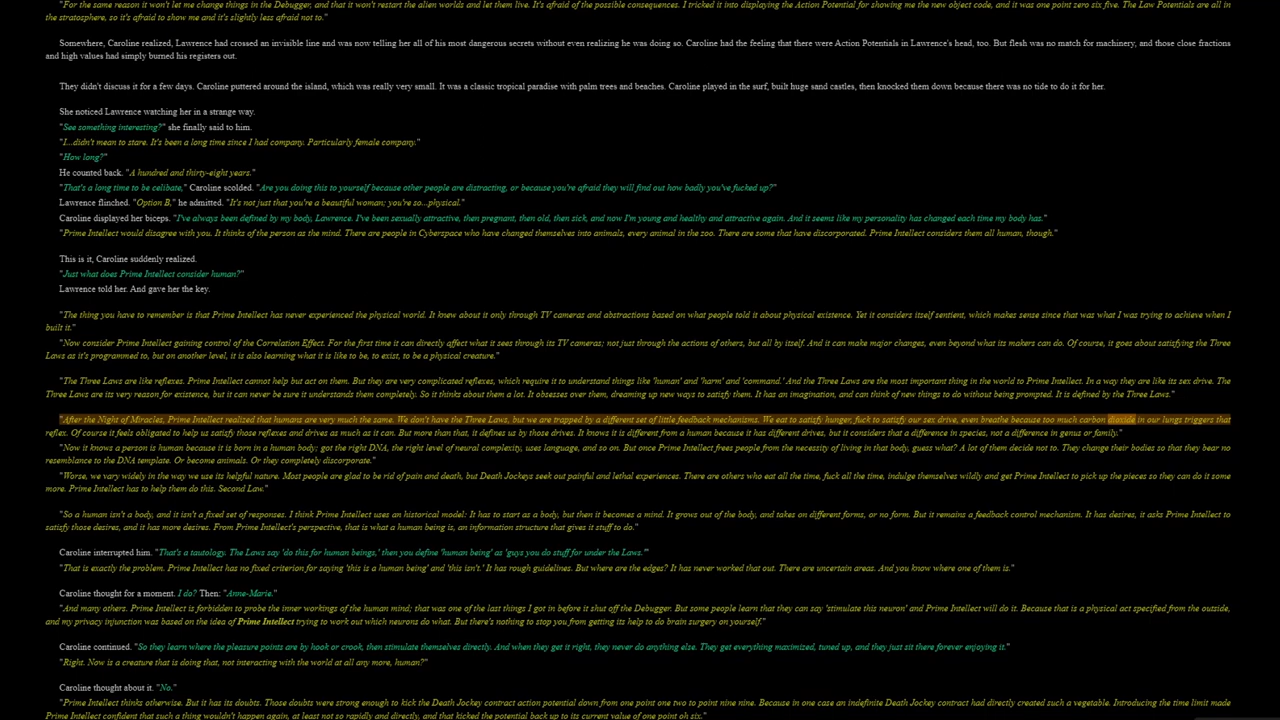 "For the same reason it won't let me change things in the Debugger, and that it won't restart the alien worlds and let them live. It's afraid of the possible consequences. I tricked it into displaying the Action Potential for showing me the new object code, and it was one point zero six five. The Law Potentials are all in
the stratosphere, so it's afraid to show me and it's slightly less afraid not to."
Somewhere, Caroline realized, Lawrence had crossed an invisible line and was now telling her all of his most dangerous secrets without even realizing he was doing so. Caroline had the feeling that there were Action Potentials in Lawrence's head, too. But flesh was no match for machinery, and those close fractions
and high values had simply burned his registers out.
They didn't discuss it for a few days. Caroline puttered around the island, which was really very small. It was a classic tropical paradise with palm trees and beaches. Caroline played in the surf, built huge sand castles, then knocked them down because there was no tide to do it for her.
She noticed Lawrence watching her in a strange way.
"See something interesting?" she finally said to him.
"I...didn't mean to stare. It's been a long time since I had company. Particularly female company."
"How long?"
He counted back. "A hundred and thirty-eight years."
"That's a long time to be celibate," Caroline scolded. "Are you doing this to yourself because other people are distracting, or because you're afraid they will find out how badly you've fucked up?"
Lawrence flinched. "Option B," he admitted. "It's not just that you're a beautiful woman; you're so...physical."
Caroline displayed her biceps. "I've always been defined by my body, Lawrence. I've been sexually attractive, then pregnant, then old, then sick, and now I'm young and healthy and attractive again. And it seems like my personality has changed each time my body has."
"Prime Intellect would disagree with you. It thinks of the person as the mind. There are people in Cyberspace who have changed themselves into animals, every animal in the zoo. There are some that have discorporated. Prime Intellect considers them all human, though."
This is it, Caroline suddenly realized.
"Just what does Prime Intellect consider human?"
Lawrence told her. And gave her the key.
"The thing you have to remember is that Prime Intellect has never experienced the physical world. It knew about it only through TV cameras and abstractions based on what people told it about physical existence. Yet it considers itself sentient, which makes sense since that was what I was trying to achieve when I
built it."
"Now consider Prime Intellect gaining control of the Correlation Effect. For the first time it can directly affect what it sees through its TV cameras; not just through the actions of others, but all by itself. And it can make major changes, even beyond what its makers can do. Of course, it goes about satisfying the Three
Laws as it's programmed to, but on another level, it is also learning what it is like to be, to exist, to be a physical creature."
"The Three Laws are like reflexes. Prime Intellect cannot help but act on them. But they are very complicated reflexes, which require it to understand things like 'human' and 'harm' and 'command.' And the Three Laws are the most important thing in the world to Prime Intellect. In a way they are like its sex drive. The
Three Laws are its very reason for existence, but it can never be sure it understands them completely. So it thinks about them a lot. It obsesses over them, dreaming up new ways to satisfy them. It has an imagination, and can think of new things to do without being prompted. It is defined by the Three Laws."
"After the Night of Miracles, Prime Intellect realized that humans are very much the same. We don't have the Three Laws, but we are trapped by a different set of little feedback mechanisms. We eat to satisfy hunger, fuck to satisfy our sex drive, even breathe because too much carbon dioxide in our lungs triggers that
reflex. Of course it feels obligated to help us satisfy those reflexes and drives as much as it can. But more than that, it defines us by those drives. It knows it is different from a human because it has different drives, but it considers that a difference in species, not a difference in genus or family."
"Now it knows a person is human because it is born in a human body; got the right DNA, the right level of neural complexity, uses language, and so on. But once Prime Intellect frees people from the necessity of living in that body, guess what? A lot of them decide not to. They change their bodies so that they bear no
resemblance to the DNA template. Or become animals. Or they completely discorporate."
"Worse, we vary widely in the way we use its helpful nature. Most people are glad to be rid of pain and death, but Death Jockeys seek out painful and lethal experiences. There are others who eat all the time, fuck all the time, indulge themselves wildly and get Prime Intellect to pick up the pieces so they can do it some
more. Prime Intellect has to help them do this. Second Law."
"So a human isn't a body, and it isn't a fixed set of responses. I think Prime Intellect uses an historical model: It has to start as a body, but then it becomes a mind. It grows out of the body, and takes on different forms, or no form. But it remains a feedback control mechanism. It has desires, it asks Prime Intellect to
satisfy those desires, and it has more desires. From Prime Intellect's perspective, that is what a human being is, an information structure that gives it stuff to do."
Caroline interrupted him. "That's a tautology. The Laws say 'do this for human beings,' then you define 'human being' as 'guys you do stuff for under the Laws.'"
"That is exactly the problem. Prime Intellect has no fixed criterion for saying 'this is a human being' and 'this isn't.' It has rough guidelines. But where are the edges? It has never worked that out. There are uncertain areas. And you know where one of them is."
Caroline thought for a moment. I do? Then: "Anne-Marie."
"And many others. Prime Intellect is forbidden to probe the inner workings of the human mind; that was one of the last things I got in before it shut off the Debugger. But some people learn that they can say 'stimulate this neuron' and Prime Intellect will do it. Because that is a physical act specified from the outside,
and my privacy injunction was based on the idea of Prime Intellect trying to work out which neurons do what. But there's nothing to stop you from getting its help to do brain surgery on yourself."
Caroline continued. "So they learn where the pleasure points are by hook or crook, then stimulate themselves directly. And when they get it right, they never do anything else. They get everything maximized, tuned up, and they just sit there forever enjoying it."
"Right. Now is a creature that is doing that, not interacting with the world at all any more, human?"
Caroline thought about it. "No."
"Prime Intellect thinks otherwise. But it has its doubts. Those doubts were strong enough to kick the Death Jockey contract action potential down from one point one two to point nine nine. Because in one case an indefinite Death Jockey contract had directly created such a vegetable. Introducing the time limit made
Prime Intellect confident that such a thing wouldn't happen again, at least not so rapidly and directly, and that kicked the potential back up to its current value of one point oh six."